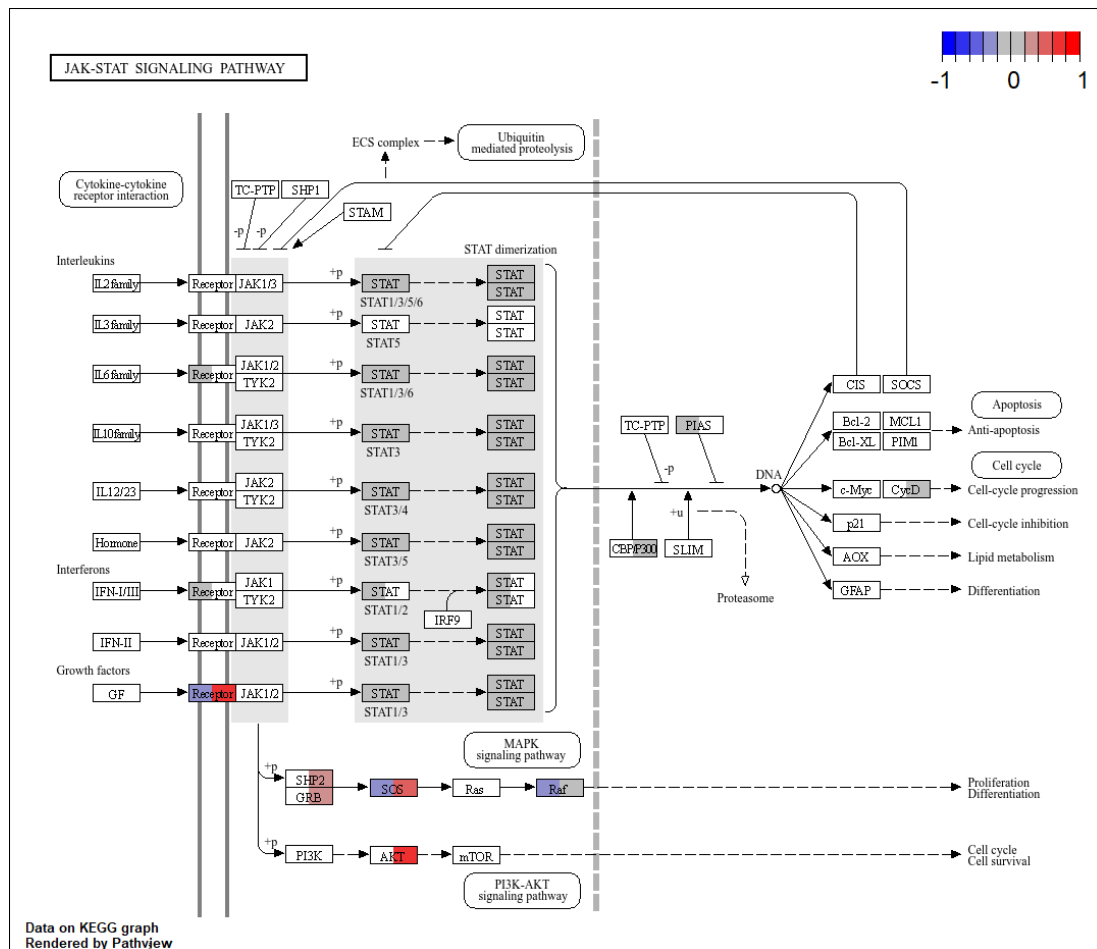 JAK-STAT SIGNALING PATHWAY
-1 0 1
Ubiquitin
mediated proteolysis
ECS complex
Cytokine-cytokine
receptor interaction
TC-PTP SHP1
STAM
-p -p
STAT dimerization
Interleukins
IL2 family Receptor JAK1/3 +p STAT STAT
STAT
STAT1/3/5/6
IL3 family Receptor JAK2 +p STAT STAT
STAT
STAT5
IL6 family Receptor JAK1/2
TYK2
+p STAT STAT
STAT
STAT1/3/6
IL10 family Receptor JAK1/3
TYK2
+p STAT STAT
STAT
STAT3
IL12/23 JAK2
TYK2
+p STAT STAT
STAT
STAT3/4
Hormone Receptor JAK2 +p STAT STAT
STAT
STAT3/5
Interferons
IFN-I/III Receptor JAK1
TYK2
+p STAT STAT
STAT
STAT1/2
IRF9
IFN-II Receptor JAK1/2 +p STAT STAT
STAT
STAT1/3
Growth factors
GF Receptor JAK1/2 +p STAT STAT
STAT
STAT1/3
TC-PTP PIAS
-p
+u
CBP/P300 SLIM
Proteasome
DNA
CIS SOCS
Bcl-2 MCL1
Bcl-XL PIM1
Apoptosis
Anti-apoptosis
Cell cycle
c-Myc CycD Cell-cycle progression
p21 Cell-cycle inhibition
AOX Lipid metabolism
GFAP Differentiation
MAPK
signaling pathway
+p
SHP2
GRB
SOS Ras Raf
Proliferation
Differentiation
+p
PI3K AKT mTOR
Cell cycle
Cell survival
PI3K-AKT
signaling pathway
Data on KEGG graph
Rendered by Pathview